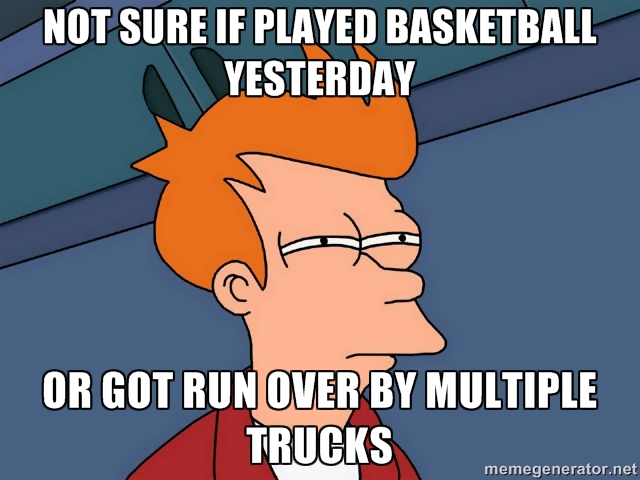 NOT SURE IF PLAYED BASKETBALL
YESTERDAY
OR GOT RUN OVER BY MULTIPLE
TRUCKS
memegenerator.net